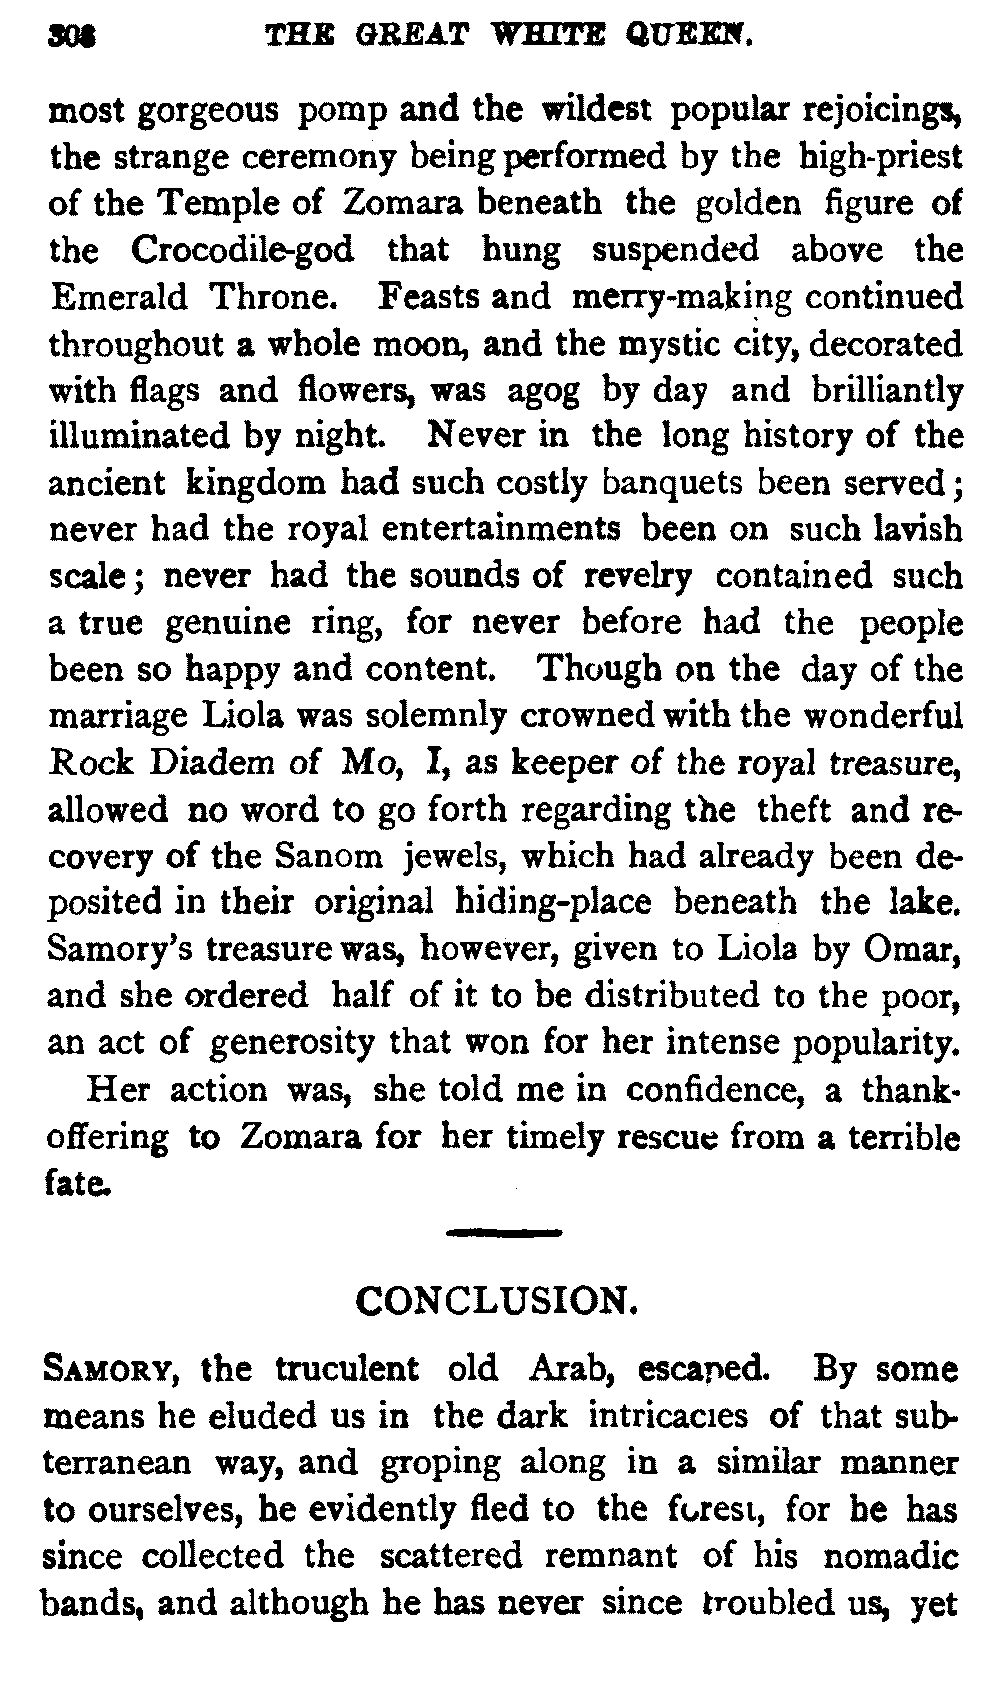 THE GREAT WHITE QUEEN.
most gorgeous pomp and the wildest popular rejoicings,
the strange ceremony being performed by the high-priest
of the Temple of Zomara beneath the golden figure of
the Crocodile-god that hung suspended above the
Emerald Throne. Feasts and merry-making continued
throughout a whole moon, and the mystic city, decorated
with flags and flowers, was agog by day and brilliantly
illuminated by night. Never in the long history of the
ancient kingdom had such costly banquets been served;
never had the royal entertainments been on such lavish
scale; never had the sounds of revelry contained such
a true genuine ring, for never before had the people
been so happy and content. Though on the day of the
marriage Liola was solemnly crowned with the wonderful
Rock Diadem of Mo, I, as keeper of the royal treasure,
allowed no word to go forth regarding the theft and re-
covery of the Sanom jewels, which had already been de-
posited in their original hiding-place beneath the lake.
Samory's treasure was, however, given to Liola by Omar,
and she ordered half of it to be distributed to the poor,
an act of generosity that won for her intense popularity.
Her action was, she told me in confidence, a thank-
offering to Zomara for her timely rescue from a terrible
fate.
CONCLUSION.
SAMORY, the truculent old Arab, escaped. By some
means he eluded us in the dark intricacies of that sub-
terranean way, and groping along in a similar manner
to ourselves, he evidently fled to the forest, for he has
since collected the scattered remnant of his nomadic
bands, and although he has never since troubled us, yet